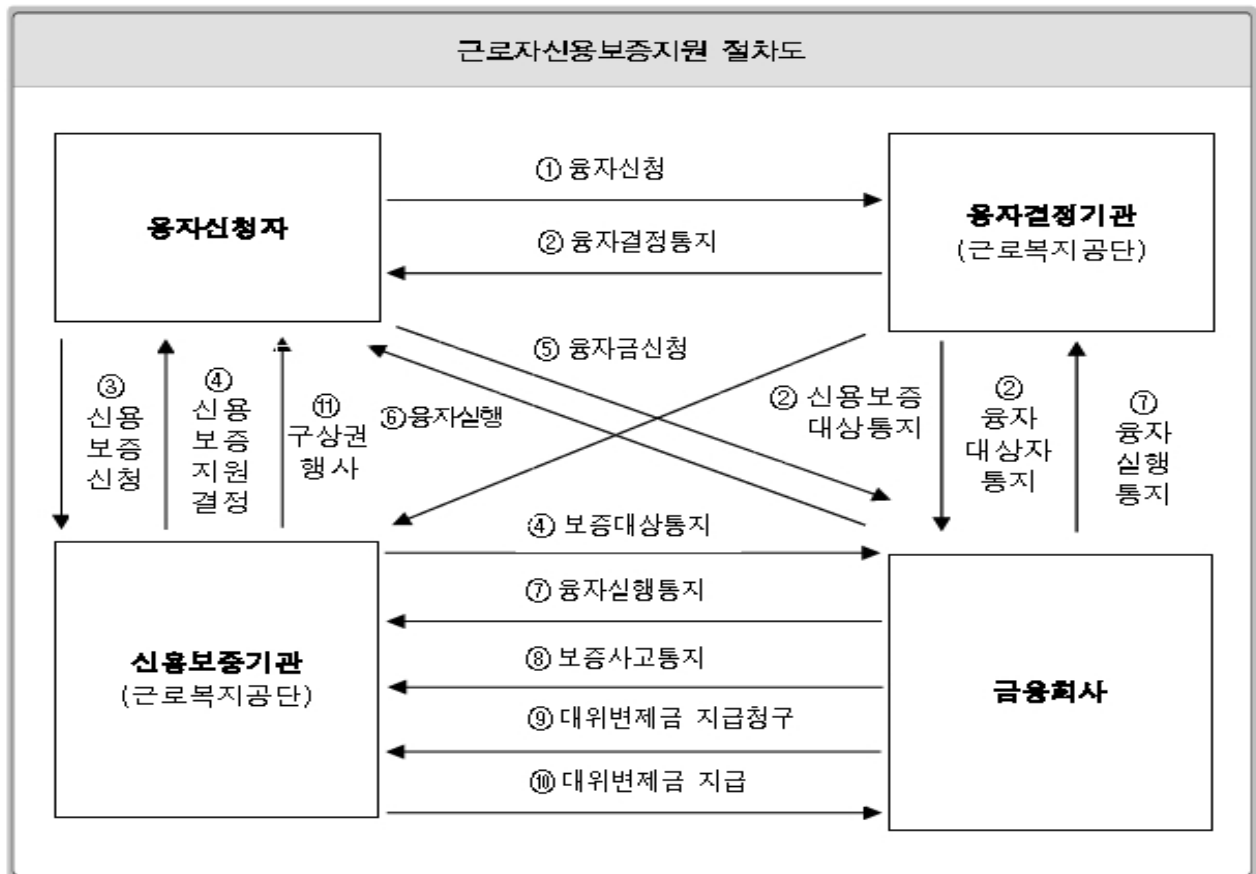 근로자신용보증지원 절차도
① 융자신청
융자신청자
융자결정기관
(근로복지공단)
② 융자결정통지
⑤ 융자금신청
③
신용
보증
신청
④
신용
보증
지원
결정
⑪
구상권
행사
⑥융자실행
② 신용보증
대상통지
②
융자
대상자
통지
⑦
융자
실행
통지
④ 보증대상통지
⑦ 융자실행통지
신용보증기관
(근로복지공단)
⑧ 보증사고통지
금융회사
⑨ 대위변제금 지급청구
⑩ 대위변제금 지급